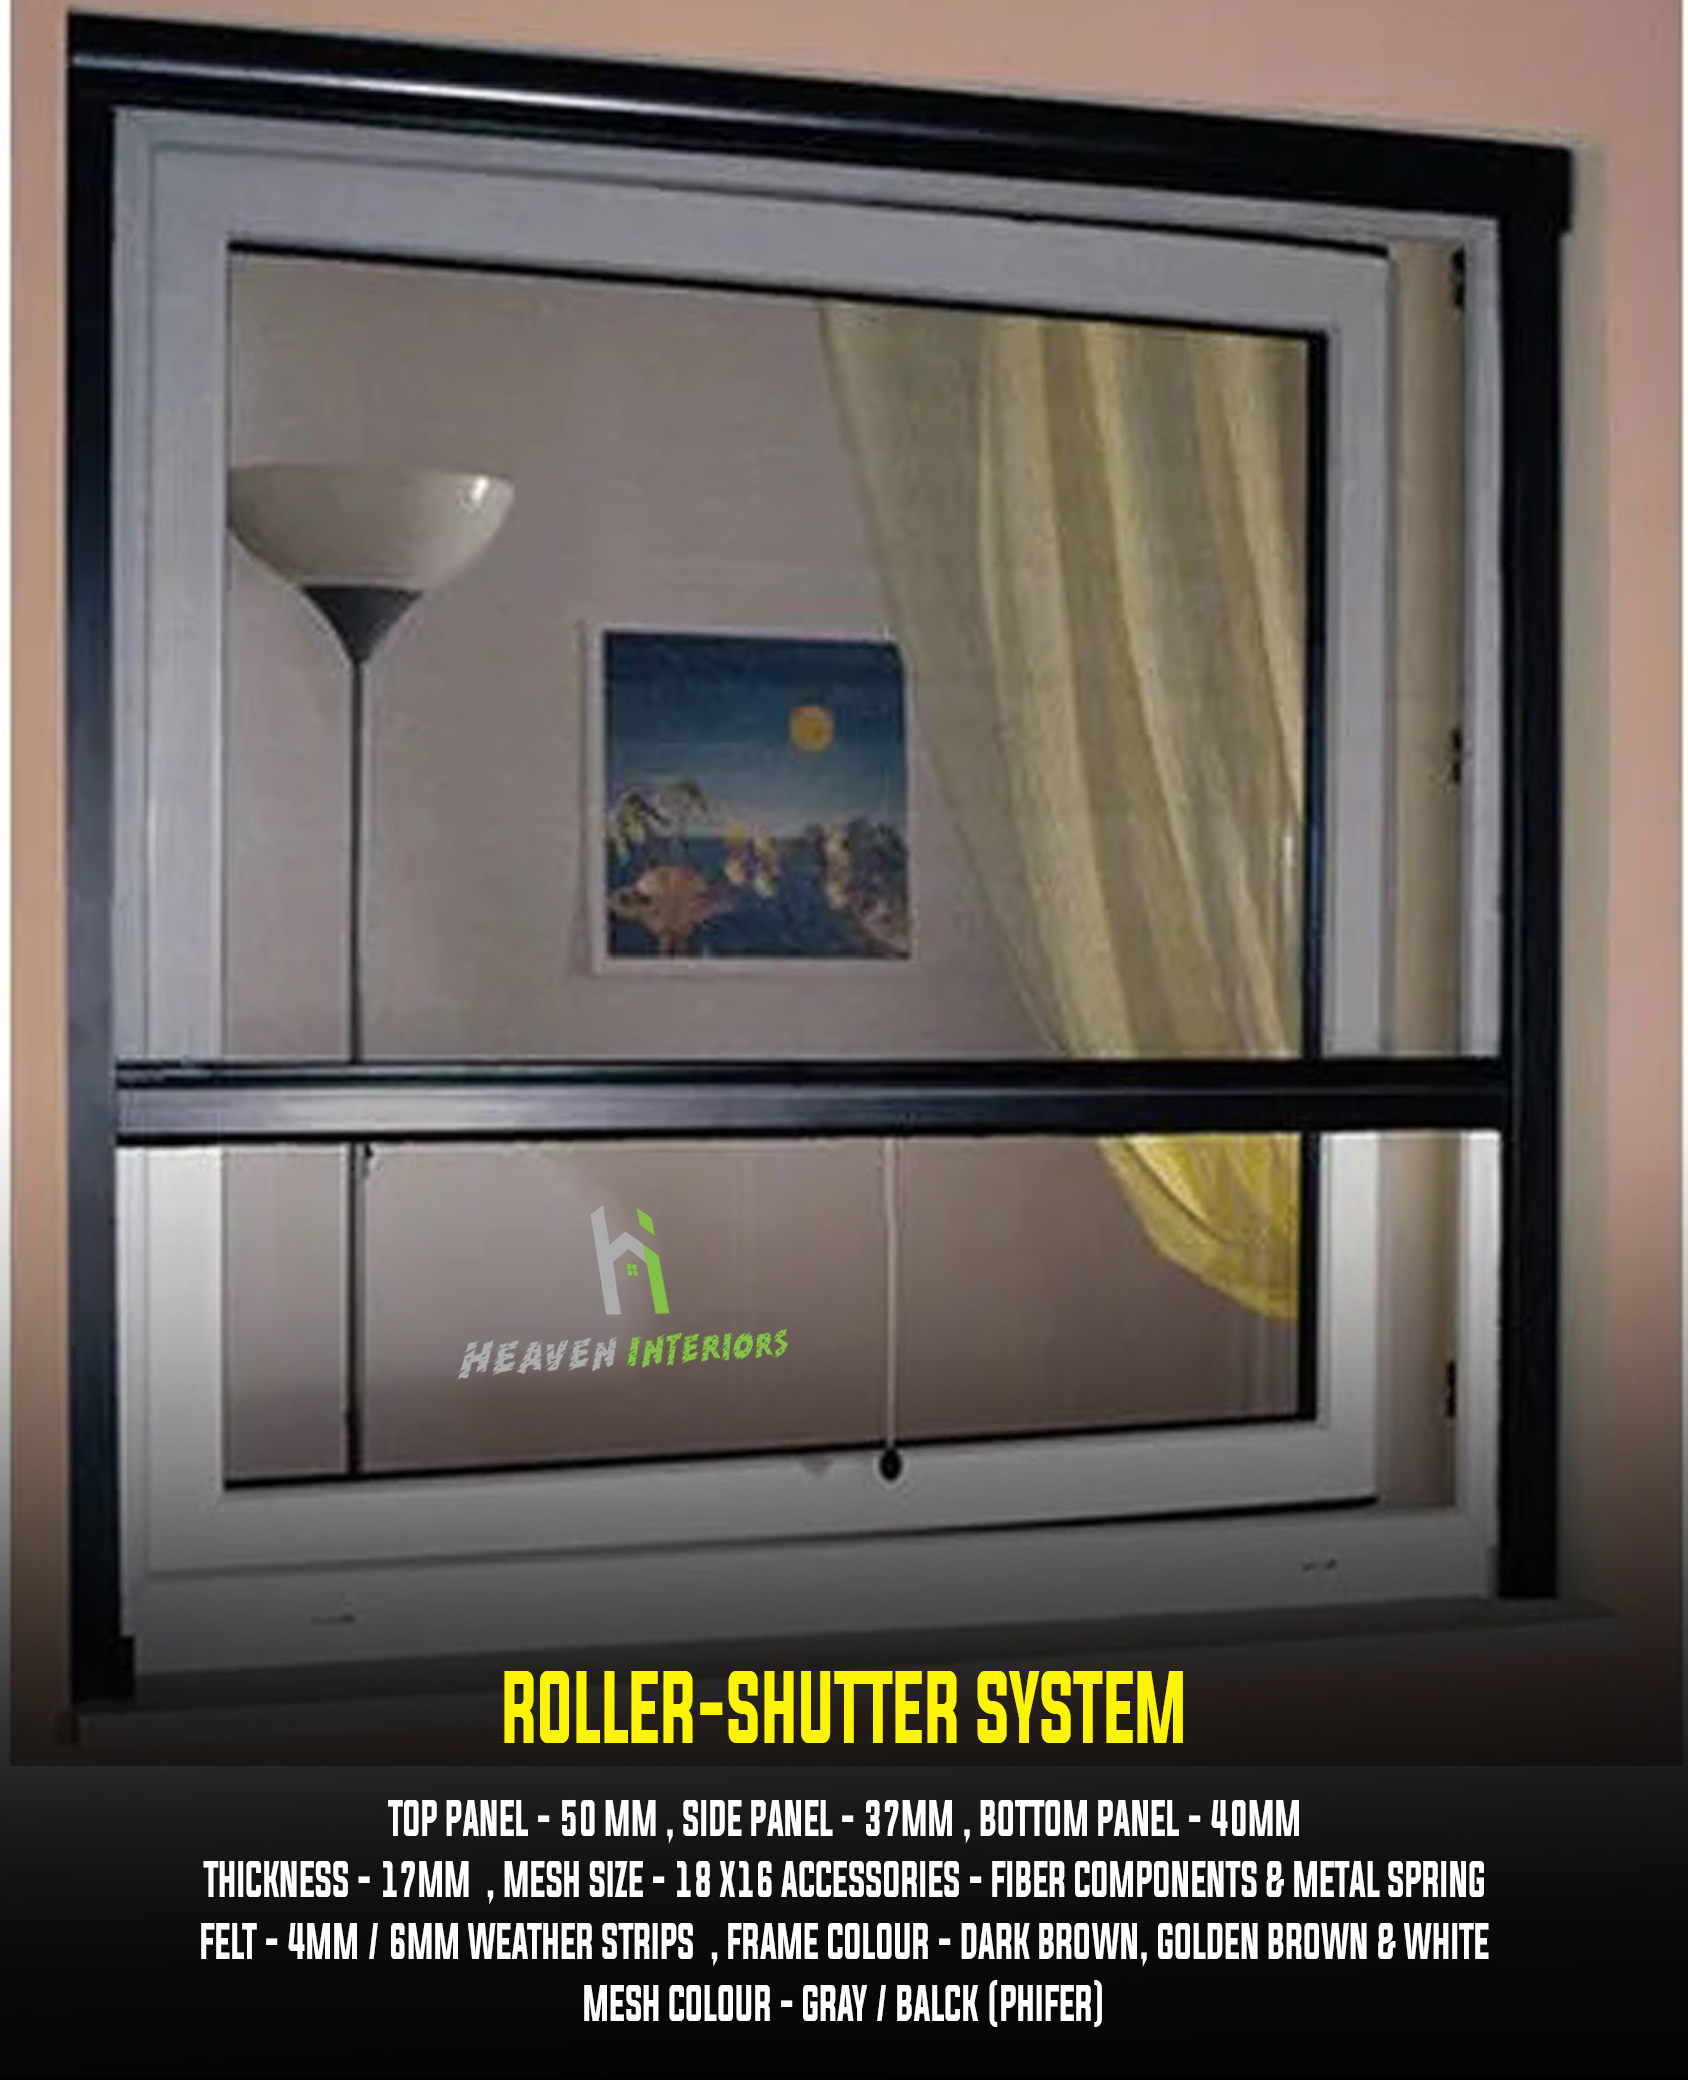 HEAVEN INTERIORS
ROLLER-SHUTTER SYSTEM
TOP PANEL - 50 MM , SIDE PANEL - 37MM , BOTTOM PANEL - 40MM
THICKNESS - 17MM , MESH SIZE - 18 X16 ACCESSORIES - FIBER COMPONENTS & METAL SPRING
FELT - 4MM / 6MM WEATHER STRIPS , FRAME COLOUR - DARK BROWN, GOLDEN BROWN & WHITE
MESH COLOUR - GRAY / BALCK (PHIFER)